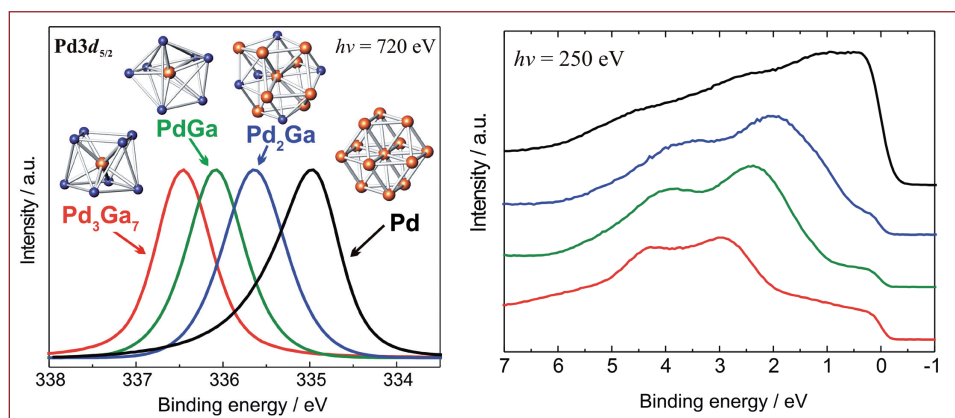 Pd3d5/2
hν = 720 eV
PdGa
Pd2Ga
Pd3Ga7
Pd
Intensity / a.u.
338
337
336
335
334
Binding energy / eV
hν = 250 eV
Intensity / a.u.
7
6
5
4
3
2
1
0
-1
Binding energy / eV